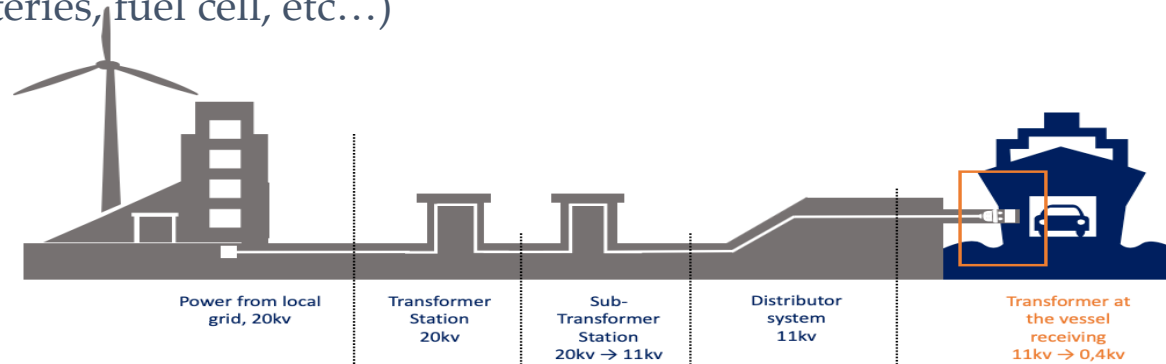 fuel cell, etc…)
Power from local
grid, 20kv
Transformer
Station
20kv
Sub-
Transformer
Station
20kv → 11kv
Distributor
system
11kv
Transformer at
the vessel
receiving
11kv → 0,4kv